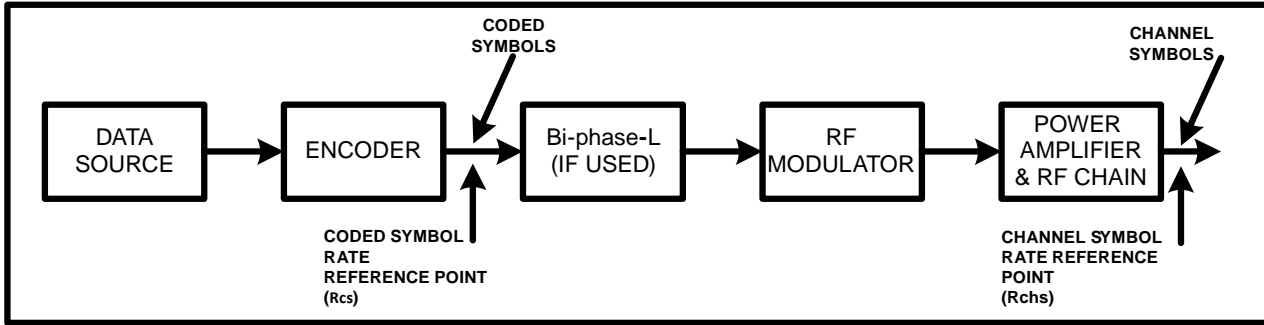 CODED
SYMBOLS
CHANNEL
SYMBOLS
DATA
SOURCE
ENCODER
Bi-phase-L
(IF USED)
RF
MODULATOR
POWER
AMPLIFIER
& RF CHAIN
CODED SYMBOL
RATE
REFERENCE POINT
(Rcs)
CHANNEL SYMBOL
RATE REFERENCE
POINT
(Rchs)